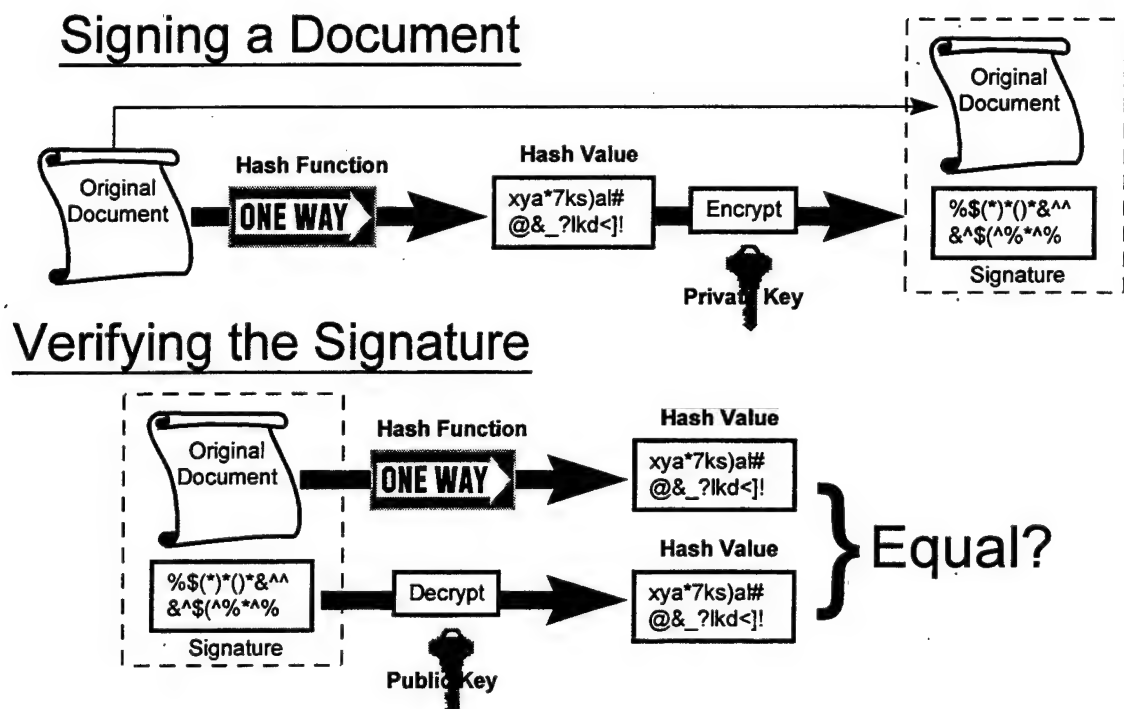 Signing a Document
Original
Document
Original
Document
Hash Function
ONE WAY
Hash Value
xya*7ks)al#
@&_?lkd<]!
Encrypt
Private Key
%$(*)*()*&^^
&^$(^%*^%
Signature
Verifying the Signature
Original
Document
Hash Function
ONE WAY
Hash Value
xya*7ks)al#
@&_?lkd<]!
%$(*)*()*&^^
&^$(^%*^%
Signature
Decrypt
Public Key
Hash Value
xya*7ks)al#
@&_?lkd<]!
Equal?